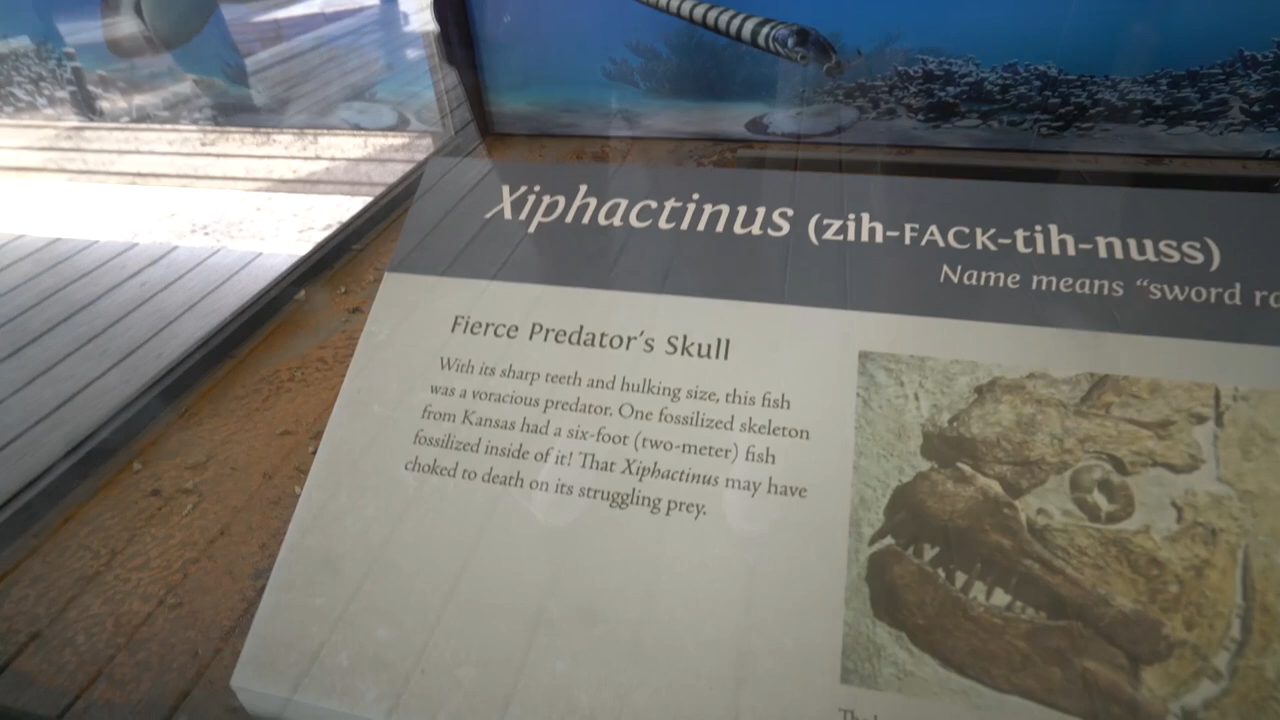 Xiphactinus (zih-FACK-tih-nuss)
Name means “sword
Fierce Predator’s Skull
With its sharp teeth and hulking size, this fish
was a voracious predator. One fossilized skeleton
from Kansas had a six-foot (two-meter) fish
fossilized inside of it! That Xiphactinus may have
choked to death on its struggling prey.